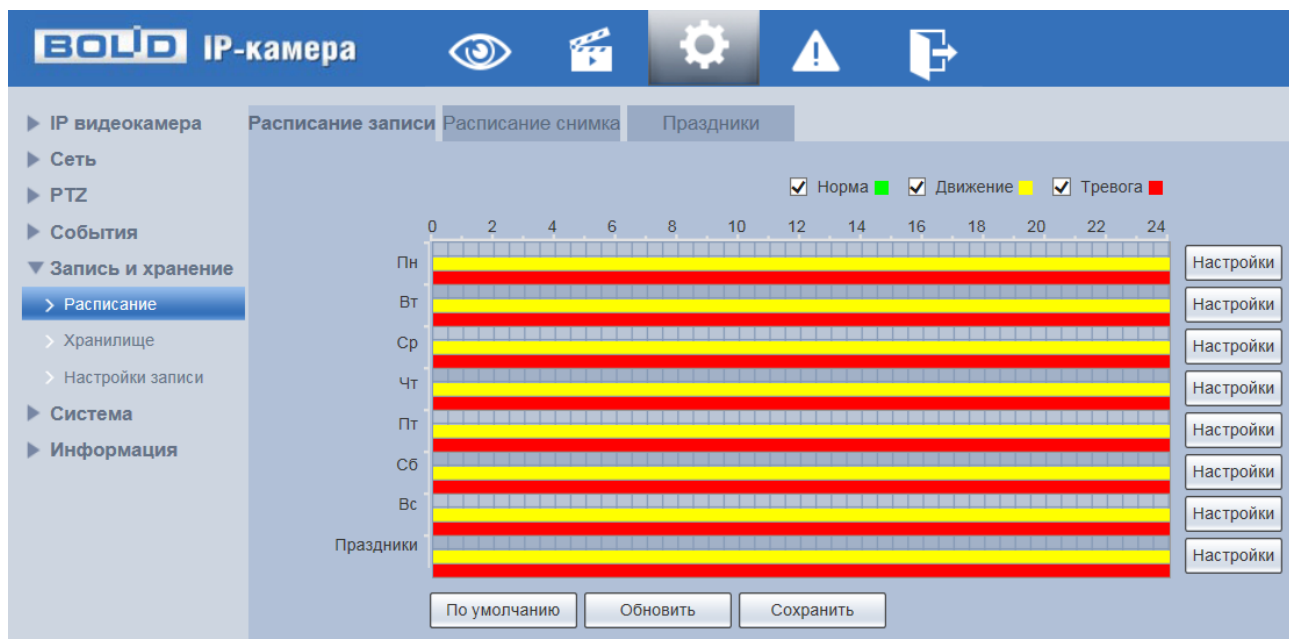 BOLID IP-камера
IP видеокамера
Сеть
PTZ
События
Запись и хранение
Расписание
Хранилище
Настройки записи
Система
Информация
Расписание записи Расписание снимка Праздники
Норма Движение Тревога
0 2 4 6 8 10 12 14 16 18 20 22 24
Пн Настройки
Вт Настройки
Ср Настройки
Чт Настройки
Пт Настройки
Сб Настройки
Вс Настройки
Праздники Настройки
По умолчанию Обновить Сохранить